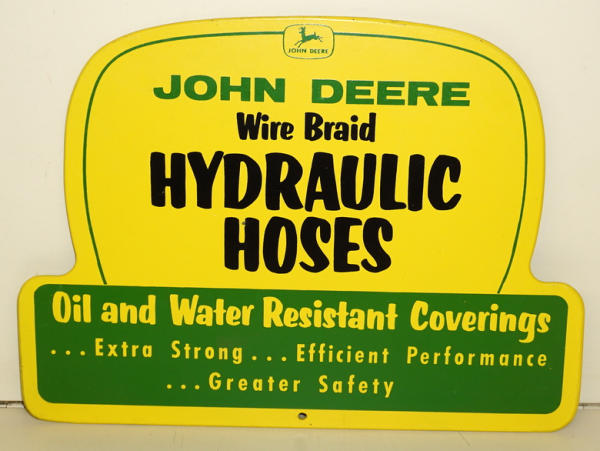 JOHN DEERE
JOHN DEERE
Wire Braid
HYDRAULIC
HOSES
Oil and Water Resistant Coverings
...Extra Strong...Efficient Performance
...Greater Safety